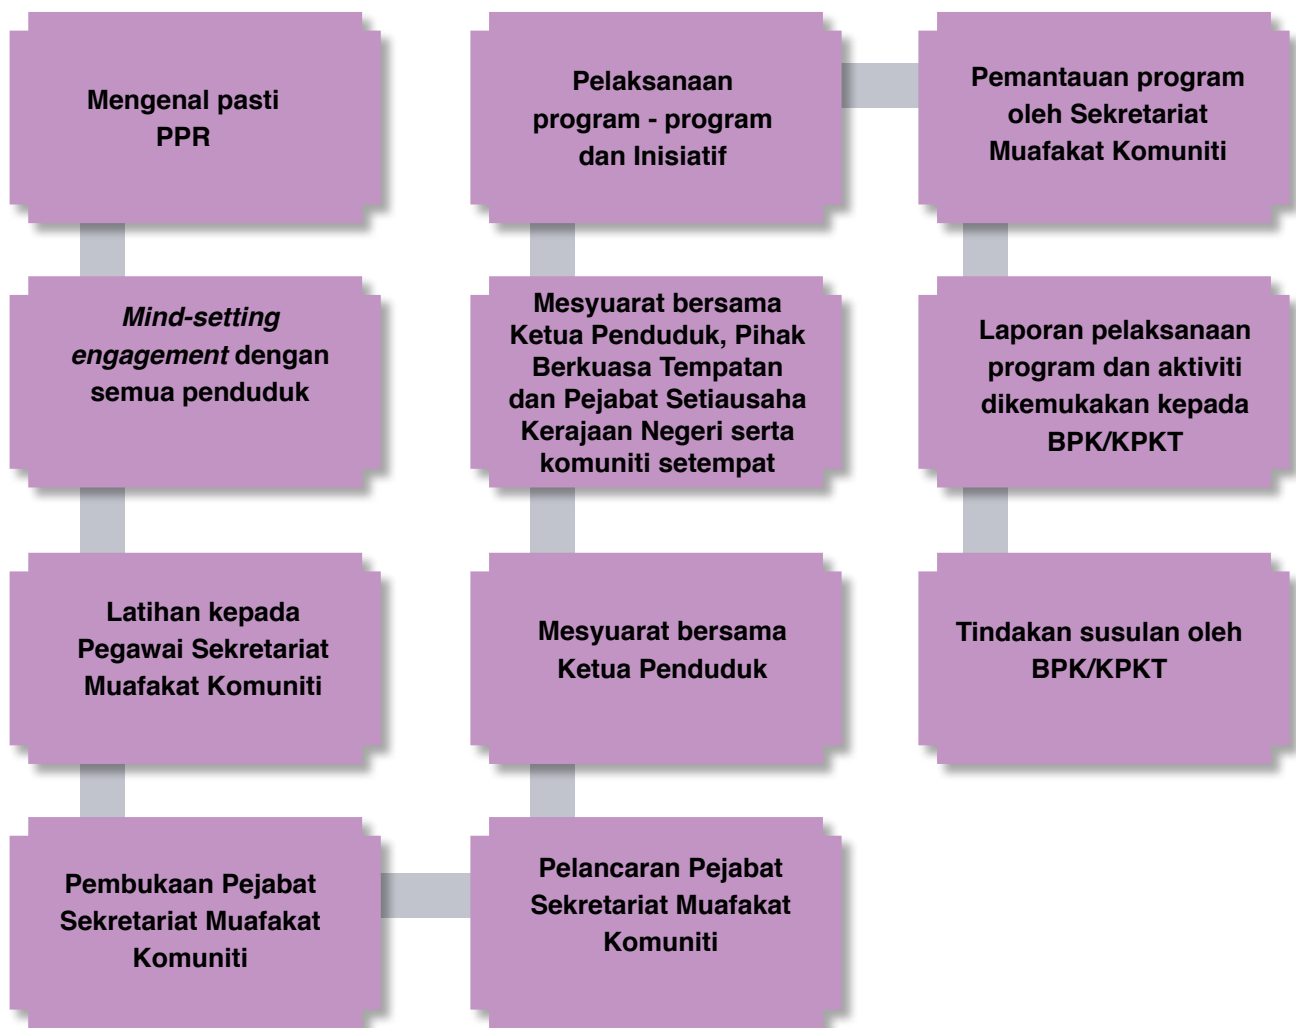 Mengenal pasti
PPR
Mind-setting
engagement dengan
semua penduduk
Latihan kepada
Pegawai Sekretariat
Muafakat Komuniti
Pembukaan Pejabat
Sekretariat Muafakat
Komuniti
Pelancaran Pejabat
Sekretariat Muafakat
Komuniti
Mesyuarat bersama
Ketua Penduduk
Mesyuarat bersama
Ketua Penduduk, Pihak
Berkuasa Tempatan
dan Pejabat Setiausaha
Kerajaan Negeri serta
komuniti setempat
Pelaksanaan
program - program
dan Inisiatif
Pemantauan program
oleh Sekretariat
Muafakat Komuniti
Laporan pelaksanaan
program dan aktiviti
dikemukakan kepada
BPK/KPKT
Tindakan susulan oleh
BPK/KPKT